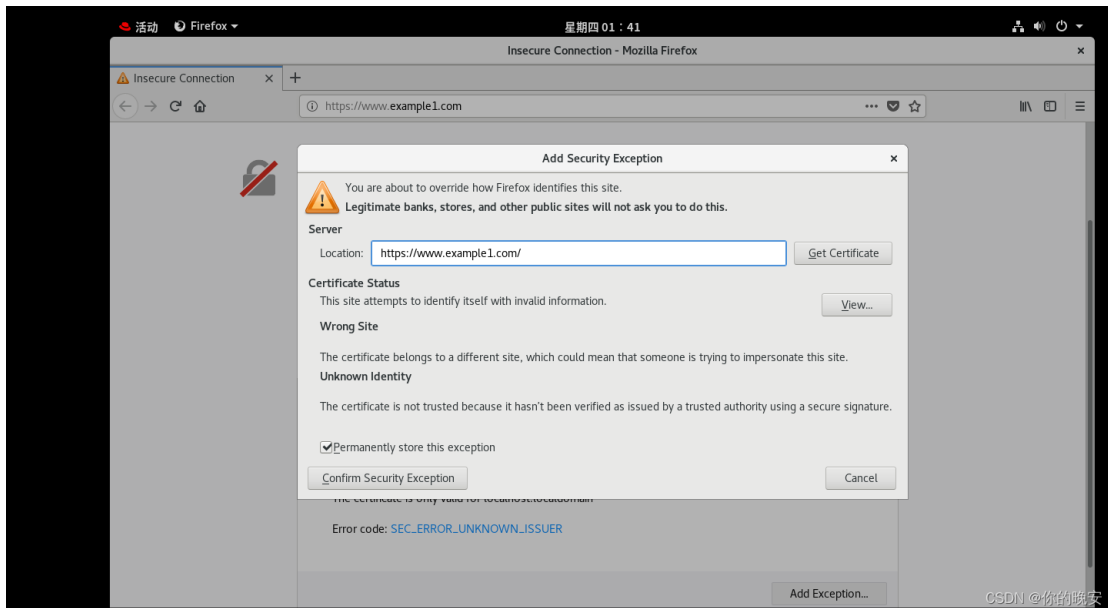 活动 Firefox 星期四 01：41
Insecure Connection - Mozilla Firefox
Insecure Connection
https://www.example1.com
Add Security Exception
You are about to override how Firefox identifies this site.
Legitimate banks, stores, and other public sites will not ask you to do this.
Server
Location: https://www.example1.com/ Get Certificate
Certificate Status
This site attempts to identify itself with invalid information.
View...
Wrong Site
The certificate belongs to a different site, which could mean that someone is trying to impersonate this site.
Unknown Identity
The certificate is not trusted because it hasn't been verified as issued by a trusted authority using a secure signature.
Permanently store this exception
Confirm Security Exception Cancel
The certificate is only valid for localhost.localdomain
Error code: SEC_ERROR_UNKNOWN_ISSUER
Add Exception...
CSDN @你的晚安